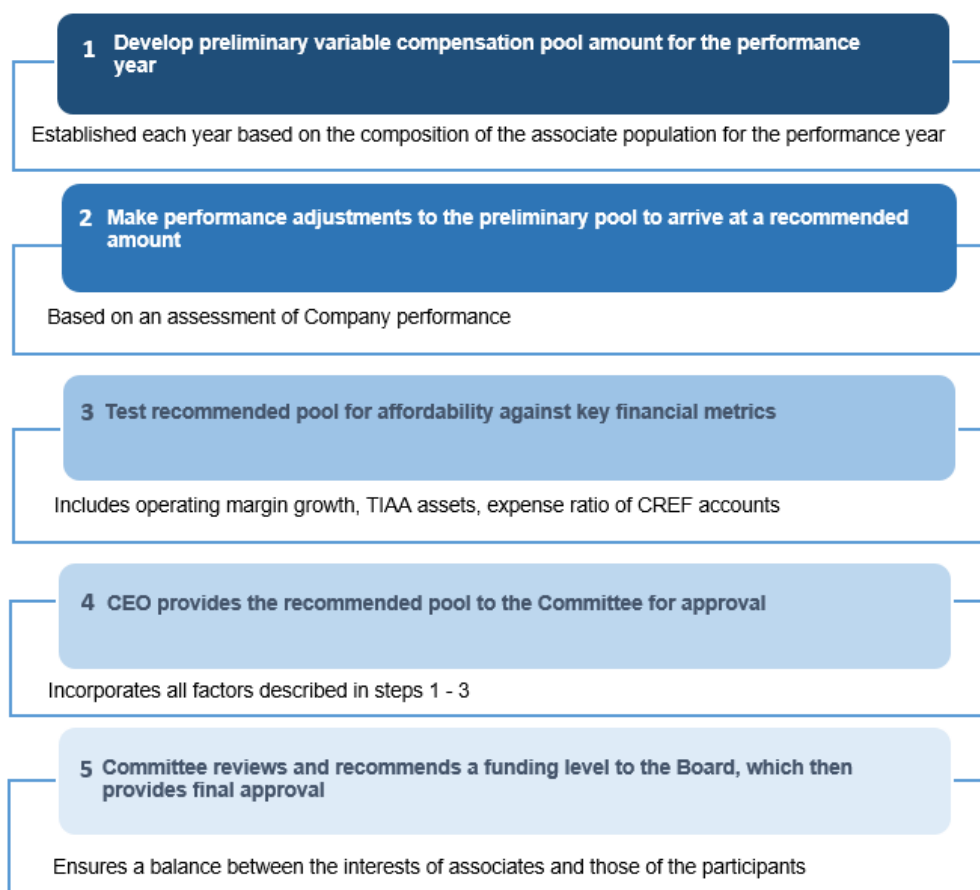 1 Develop preliminary variable compensation pool amount for the performance
year
Established each year based on the composition of the associate population for the performance year
2 Make performance adjustments to the preliminary pool to arrive at a recommended
amount
Based on an assessment of Company performance
3 Test recommended pool for affordability against key financial metrics
Includes operating margin growth, TIAA assets, expense ratio of CREF accounts
4 CEO provides the recommended pool to the Committee for approval
Incorporates all factors described in steps 1 - 3
5 Committee reviews and recommends a funding level to the Board, which then
provides final approval
Ensures a balance between the interests of associates and those of the participants